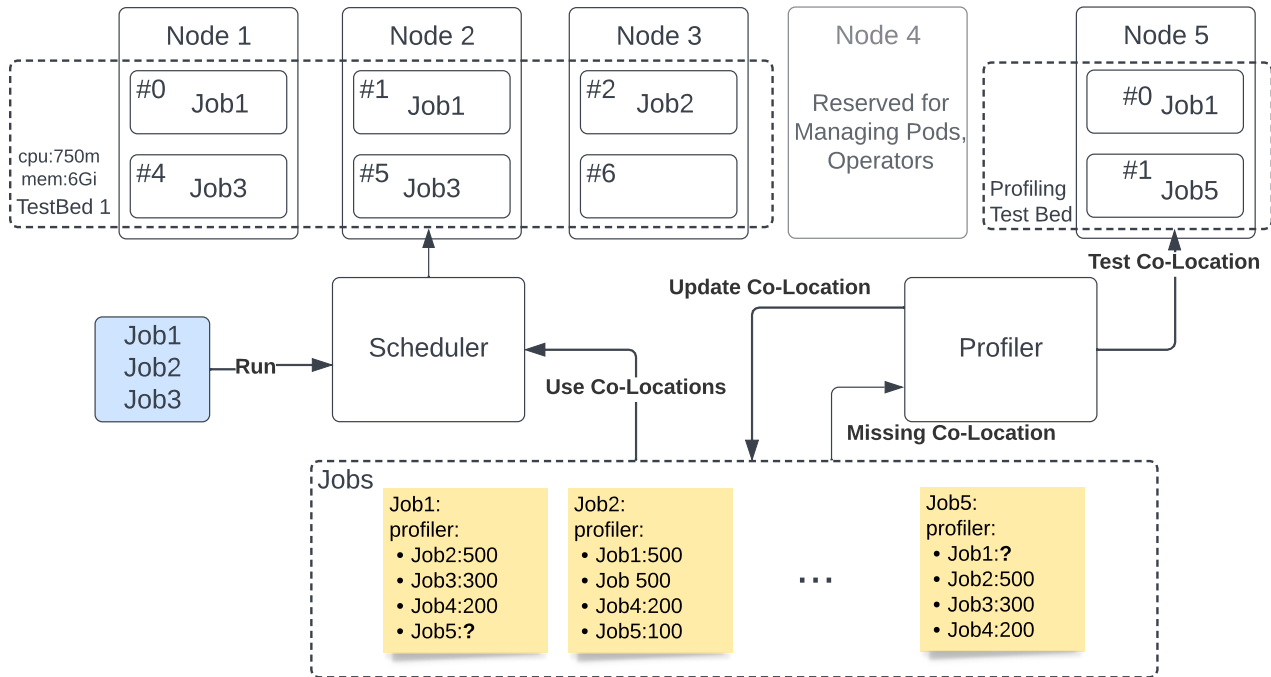 Node 1
Node 2
Node 3
Node 4
Node 5
#0 Job1
#1 Job1
#2 Job2
Reserved for
Managing Pods,
Operators
#0 Job1
cpu:750m
mem:6Gi
TestBed 1
#4 Job3
#5 Job3
#6
Profiling
Test Bed
#1 Job5
Test Co-Location
Update Co-Location
Job1
Job2
Job3
Run
Scheduler
Profiler
Use Co-Locations
Missing Co-Location
Jobs
Job1:
profiler:
• Job2:500
• Job3:300
• Job4:200
• Job5:?
Job2:
profiler:
• Job1:500
• Job 500
• Job4:200
• Job5:100
...
Job5:
profiler:
• Job1:?
• Job2:500
• Job3:300
• Job4:200